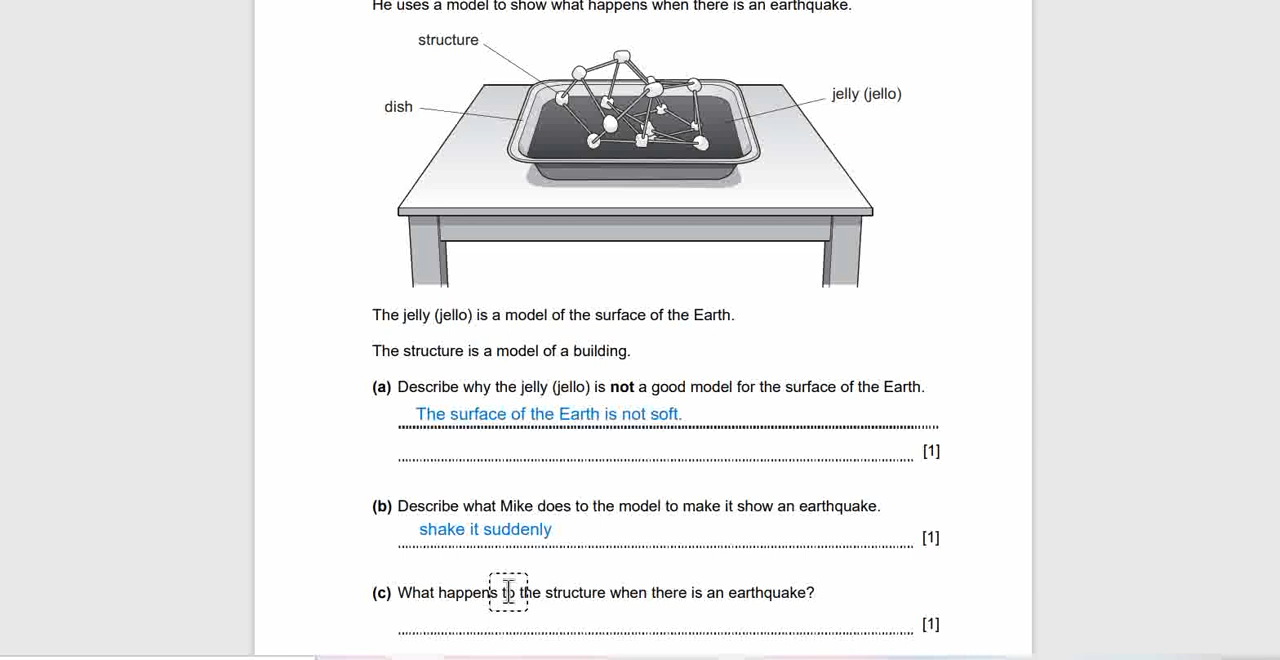 He uses a model to show what happens when there is an earthquake.
structure
dish
jelly (jello)
The jelly (jello) is a model of the surface of the Earth.
The structure is a model of a building.
(a) Describe why the jelly (jello) is not a good model for the surface of the Earth.
The surface of the Earth is not soft.
[1]
(b) Describe what Mike does to the model to make it show an earthquake.
shake it suddenly
[1]
(c) What happens to the structure when there is an earthquake?
[1]